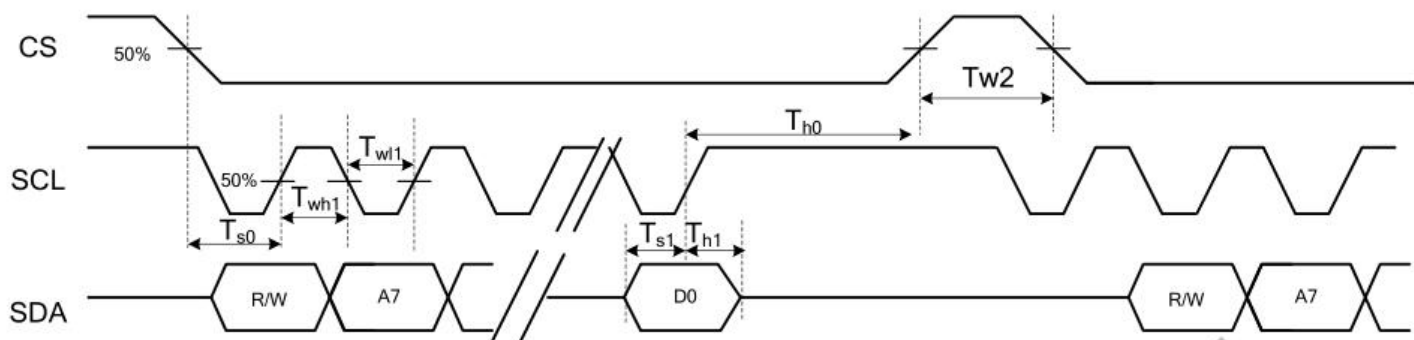 CS
50%
Tw2
Th0
SCL
50%
Twl1
Twh1
Ts0
Ts1
Th1
SDA
R/W
A7
D0
R/W
A7